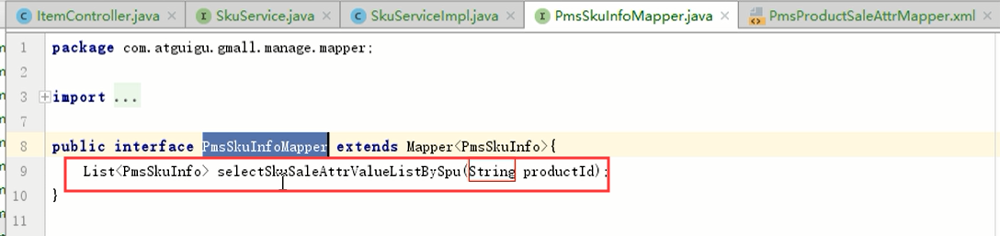 ItemController.java SkuService.java SkuServiceImpl.java PmsSkuInfoMapper.java PmsProductSaleAttrMapper.xml
1 package com.atguigu.gmall.manage.mapper;
2
3 import ...
7
8 public interface PmsSkuInfoMapper extends Mapper<PmsSkuInfo>{
9 List<PmsSkuInfo> selectSkuSaleAttrValueListBySpu(String productId);
10 }
11